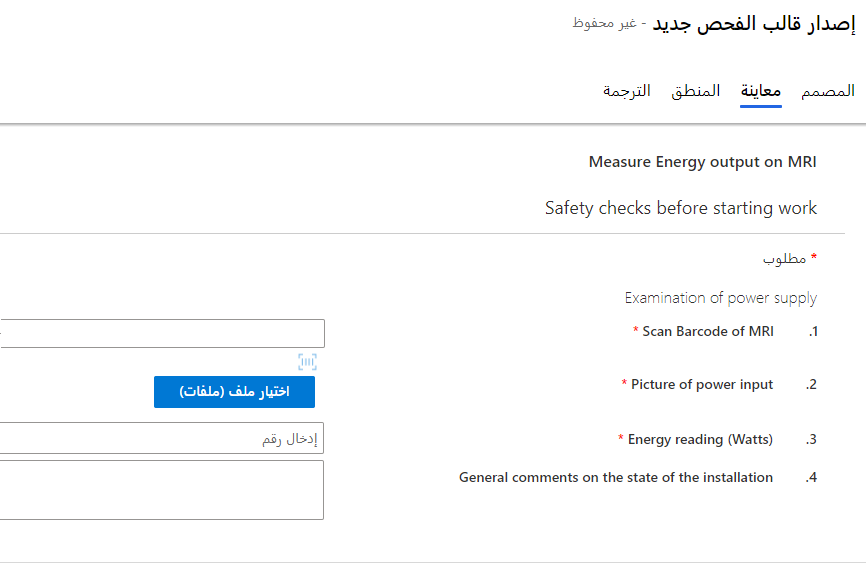 إصدار قالب الفحص جديد - غير محفوظ
المصمم معاينة المنطق الترجمة
Measure Energy output on MRI
Safety checks before starting work
* مطلوب
Examination of power supply
1. Scan Barcode of MRI *
2. Picture of power input *
اختيار ملف (ملفات)
3. Energy reading (Watts) *
إدخال رقم
4. General comments on the state of the installation